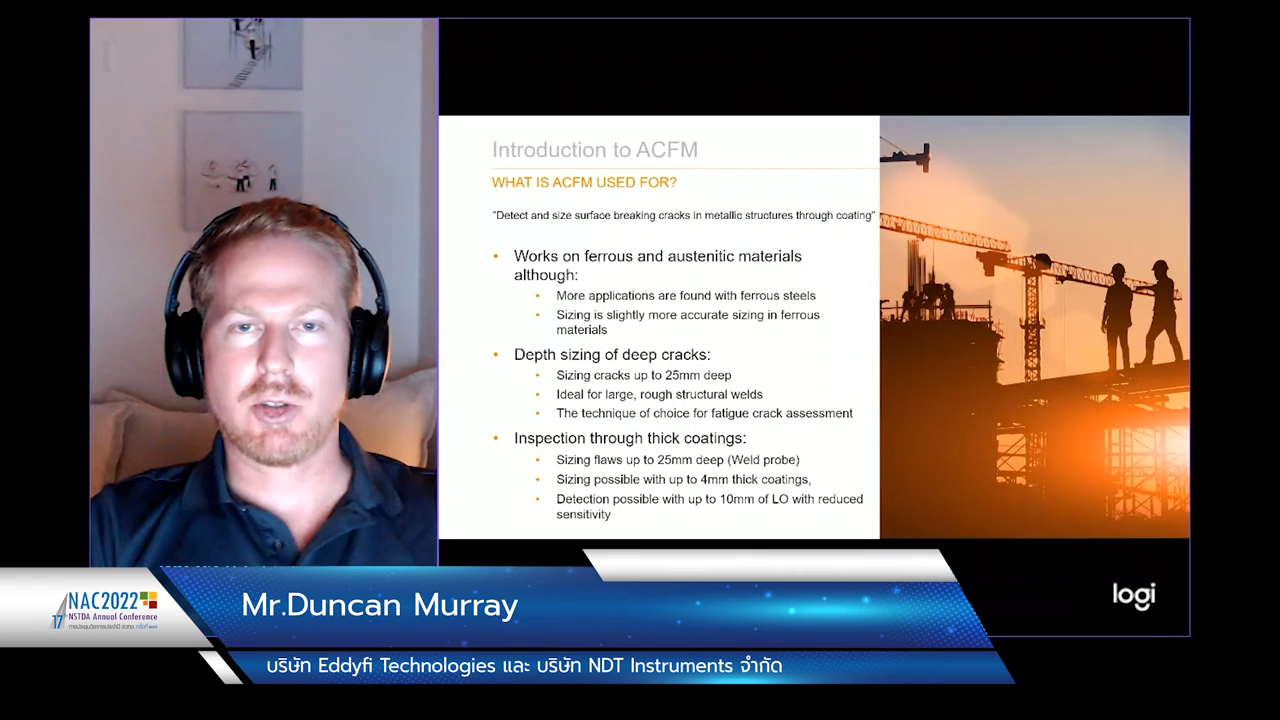 Introduction to ACFM
WHAT IS ACFM USED FOR?
"Detect and size surface breaking cracks in metallic structures through coating"
• Works on ferrous and austenitic materials
although:
• More applications are found with ferrous steels
• Sizing is slightly more accurate sizing in ferrous
materials
• Depth sizing of deep cracks:
• Sizing cracks up to 25mm deep
• Ideal for large, rough structural welds
• The technique of choice for fatigue crack assessment
• Inspection through thick coatings:
• Sizing flaws up to 25mm deep (Weld probe)
• Sizing possible with up to 4mm thick coatings,
• Detection possible with up to 10mm of LO with reduced
sensitivity
logi
17th NAC2022
NSTDA Annual Conference
Mr.Duncan Murray
บริษัท Eddyfi Technologies และ บริษัท NDT Instruments จำกัด